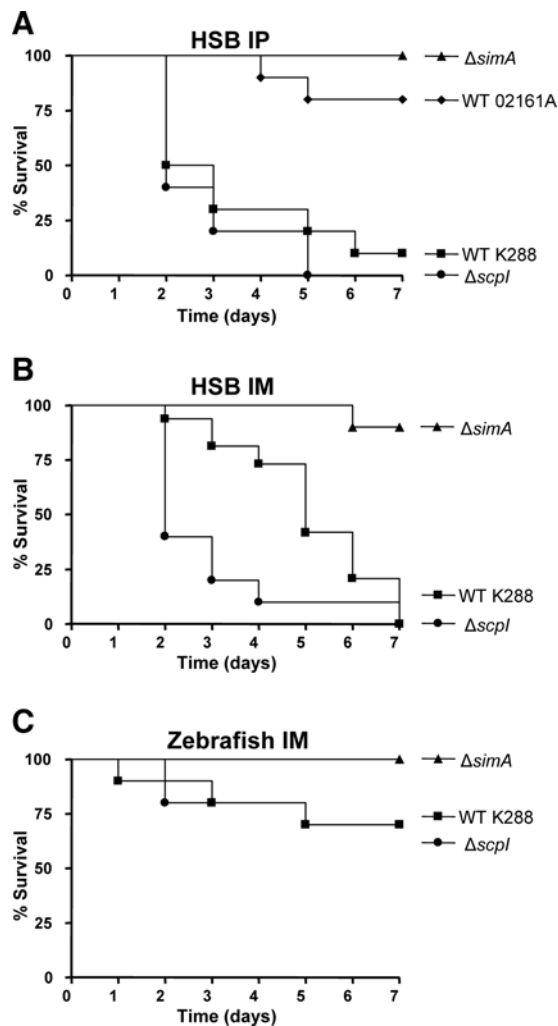 A
HSB IP
% Survival
100
75
50
25
0
0 1 2 3 4 5 6 7
Time (days)
ΔsimA
WT 02161A
WT K288
ΔscpI
B
HSB IM
% Survival
100
75
50
25
0
0 1 2 3 4 5 6 7
Time (days)
ΔsimA
WT K288
ΔscpI
C
Zebrafish IM
% Survival
100
75
50
25
0
0 1 2 3 4 5 6 7
Time (days)
ΔsimA
WT K288
ΔscpI